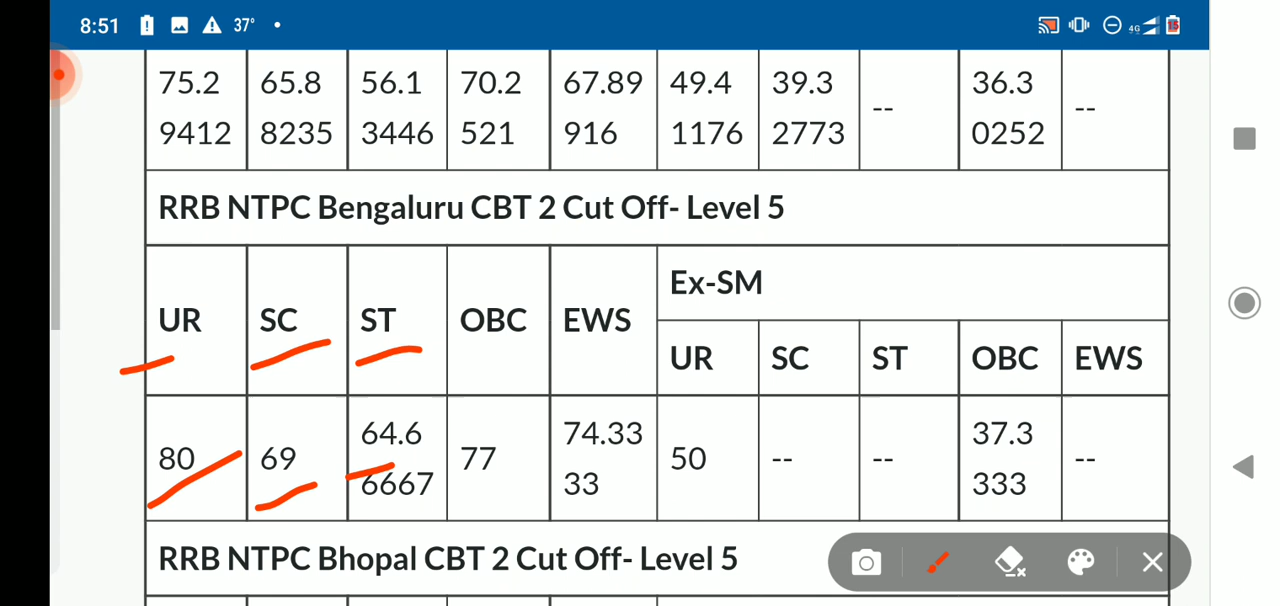 8:51 37° 4G 15
75.2 65.8 56.1 70.2 67.89 49.4 39.3 -- 36.3 --
9412 8235 3446 521 916 1176 2773 0252
RRB NTPC Bengaluru CBT 2 Cut Off- Level 5
Ex-SM
UR SC ST OBC EWS
UR SC ST OBC EWS
80 69 64.6 77 74.33 50 -- -- 37.3 --
6667 33 333
RRB NTPC Bhopal CBT 2 Cut Off- Level 5